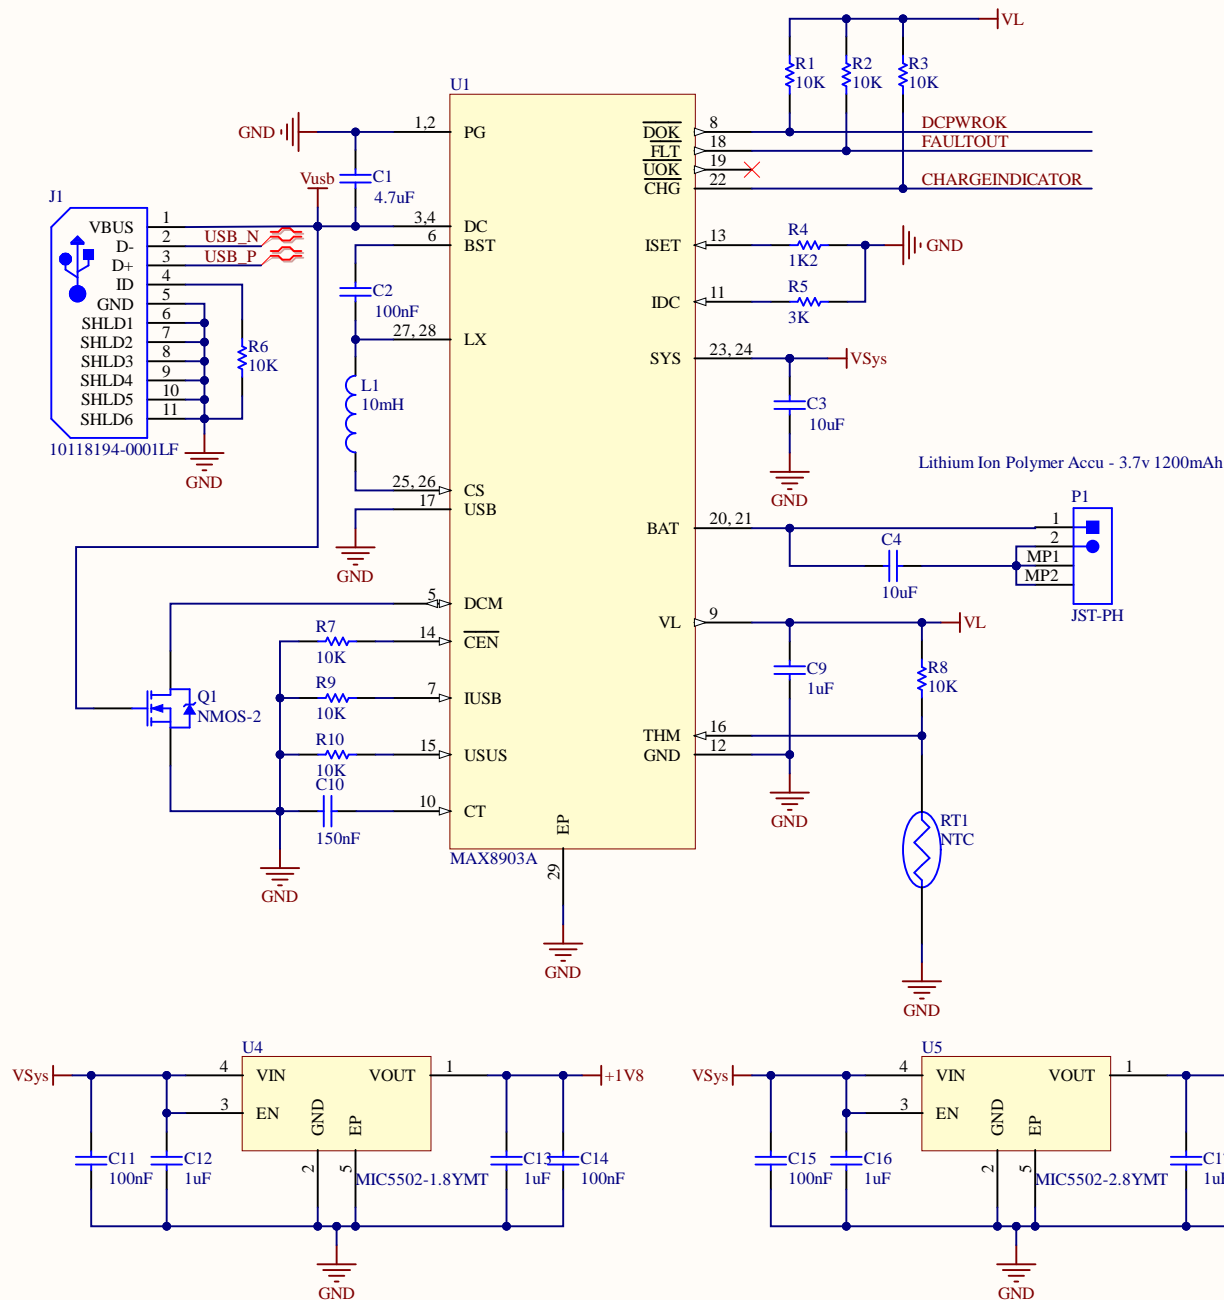 VL
R1
10K
R2
10K
R3
10K
U1
GND
1,2
PG
DOK
8
DCPWROK
FLT
18
FAULTOUT
UOK
19
CHG
22
CHARGEINDICATOR
C1
4.7uF
Vusb
J1
VBUS
1
D-
2
USB_N
D+
3
USB_P
ID
4
GND
5
SHLD1
6
SHLD2
7
SHLD3
8
SHLD4
9
SHLD5
10
SHLD6
11
10118194-0001LF
R6
10K
GND
3,4
DC
6
BST
C2
100nF
27, 28
LX
L1
10mH
25, 26
CS
17
USB
GND
ISET
13
R4
1K2
GND
IDC
11
R5
3K
SYS
23, 24
VSys
C3
10uF
GND
Lithium Ion Polymer Accu - 3.7v 1200mAh
P1
BAT
20, 21
1
2
MP1
MP2
C4
10uF
JST-PH
5
DCM
R7
10K
14
CEN
R9
10K
7
IUSB
R10
10K
15
USUS
C10
150nF
10
CT
Q1
NMOS-2
GND
VL
9
VL
C9
1uF
R8
10K
THM
16
GND
12
GND
RT1
NTC
GND
MAX8903A
EP
29
GND
U4
VSys
4
VIN
VOUT
1
+1V8
3
EN
GND
EP
2
5
MIC5502-1.8YMT
C11
100nF
C12
1uF
C13
1uF
C14
100nF
GND
U5
VSys
4
VIN
VOUT
1
3
EN
GND
EP
2
5
MIC5502-2.8YMT
C15
100nF
C16
1uF
GND